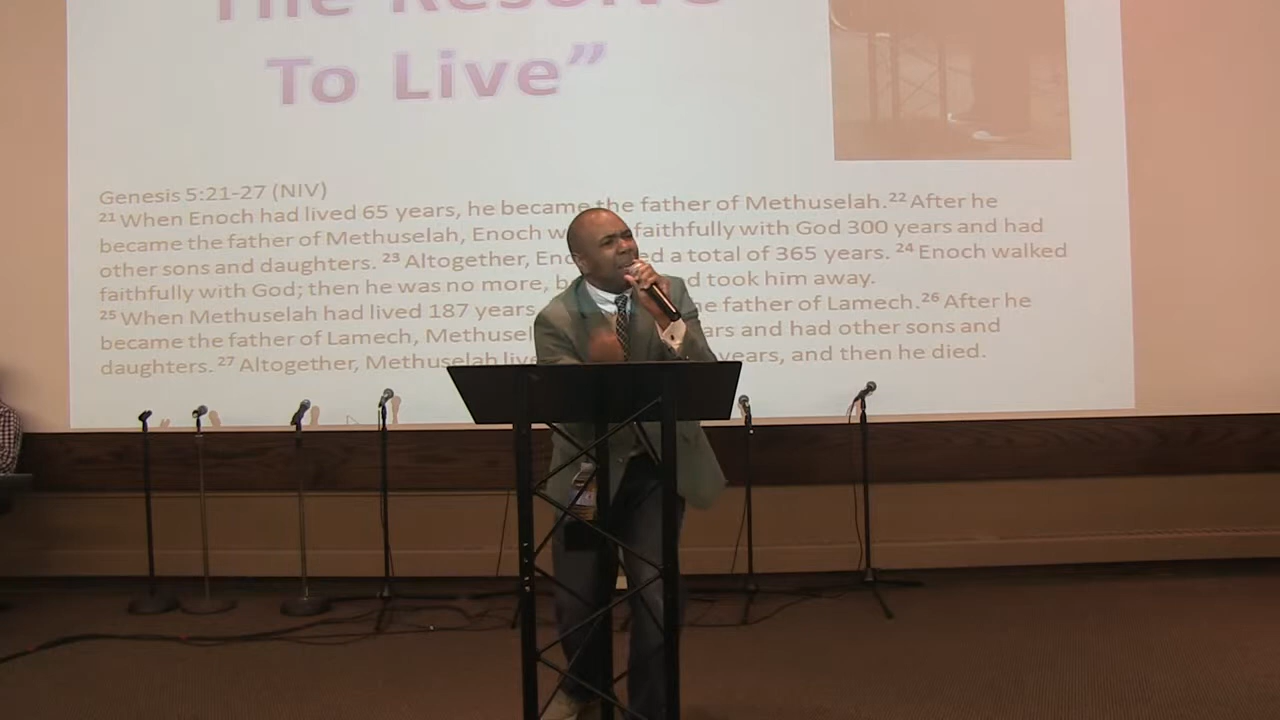 The Resolve
To Live”
Genesis 5:21-27 (NIV)
²¹ When Enoch had lived 65 years, he became the father of Methuselah. ²² After he
became the father of Methuselah, Enoch faithfully with God 300 years and had
other sons and daughters. ²³ Altogether, a total of 365 years. ²⁴ Enoch walked
faithfully with God; then he was no more, took him away.
²⁵ When Methuselah had lived 187 years father of Lamech. ²⁶ After he
became the father of Lamech, and had other sons and
daughters. ²⁷ Altogether, Methuselah years, and then he died.